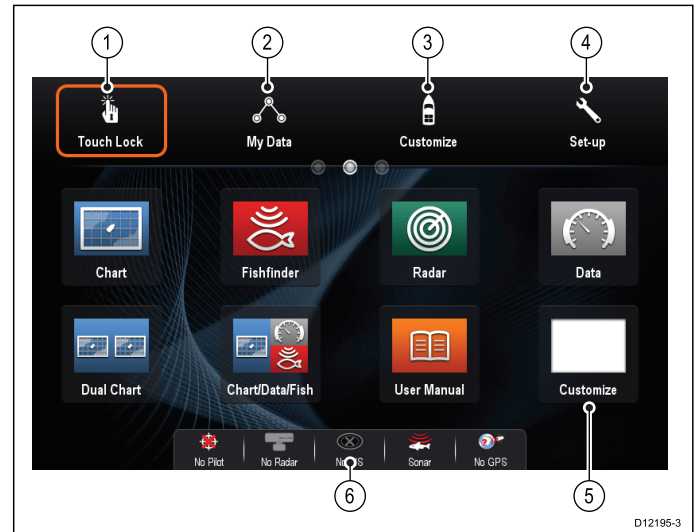 1 2 3 4
Touch Lock My Data Customize Set-up
Chart Fishfinder Radar Data
Dual Chart Chart/Data/Fish User Manual Customize
No Pilot No Radar Sonar No GPS
6 5
D12195-3